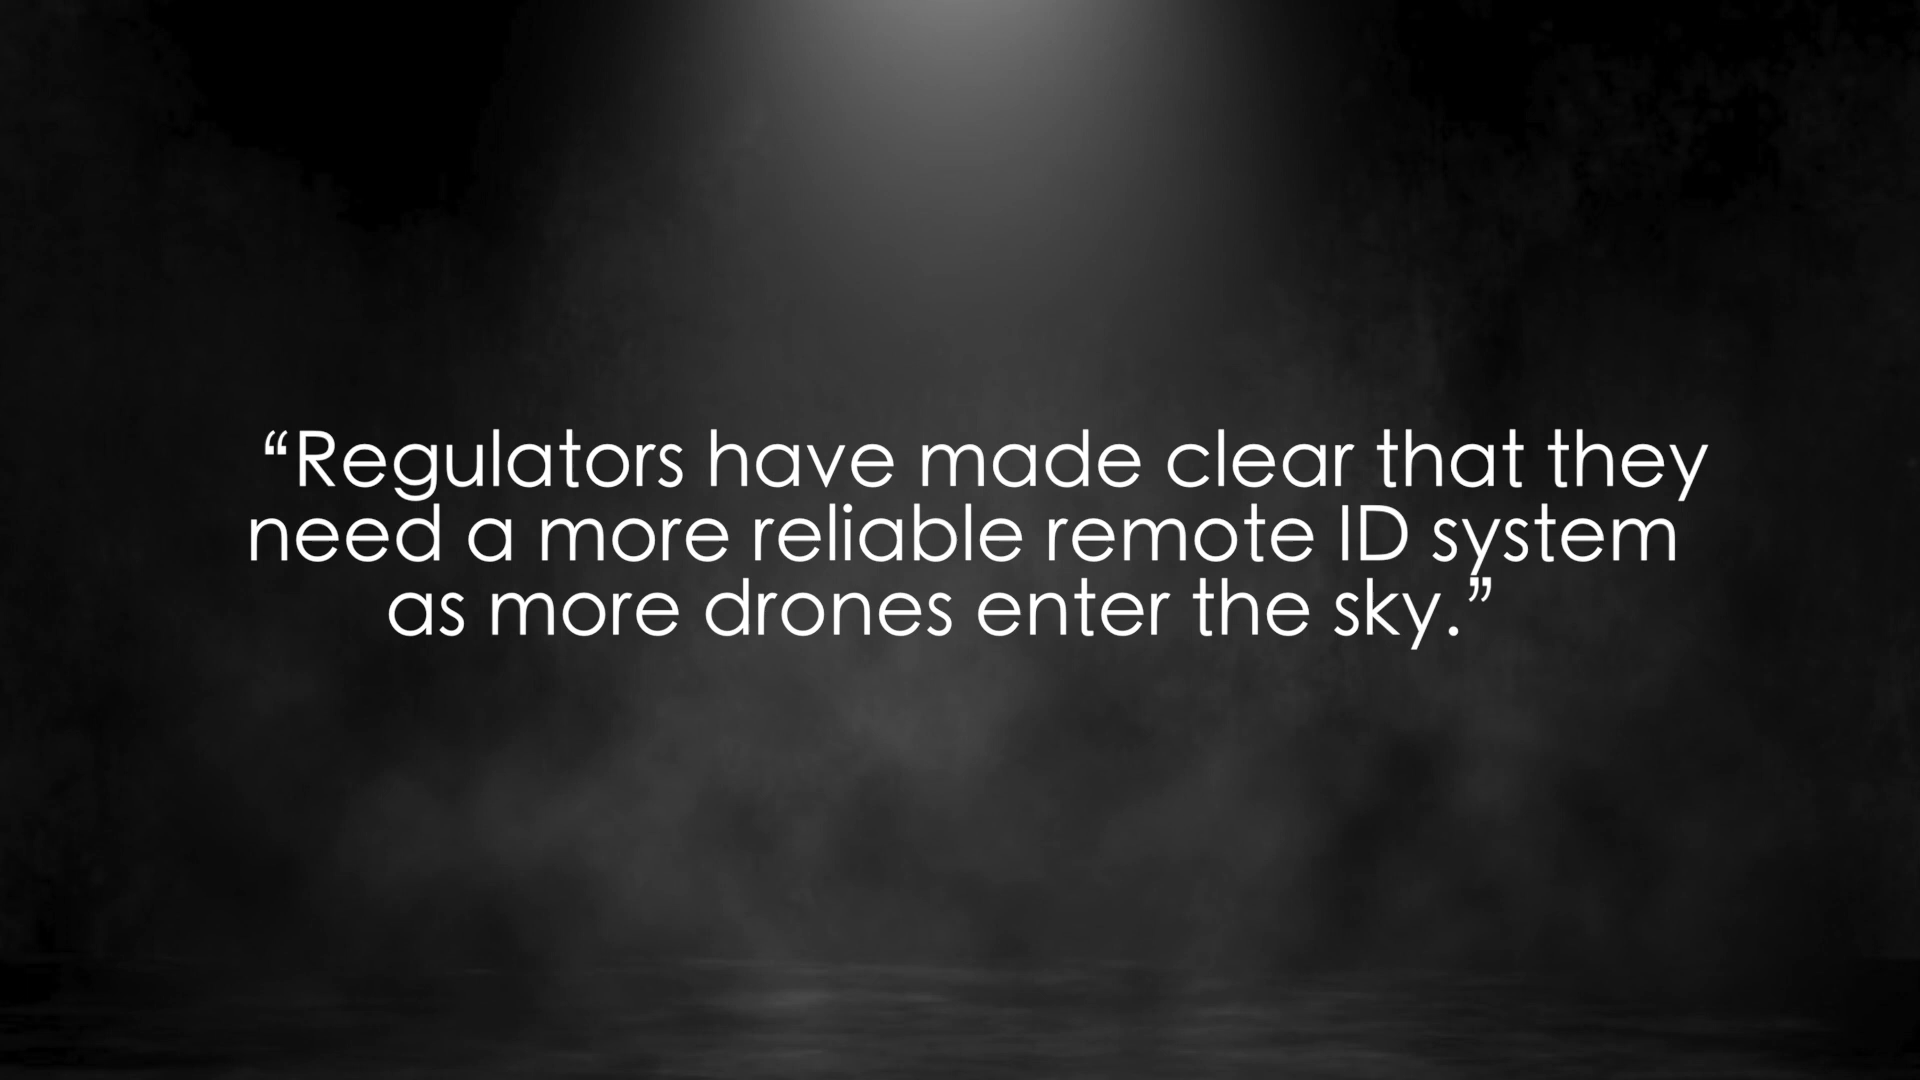 “Regulators have made clear that they
need a more reliable remote ID system
as more drones enter the sky.”